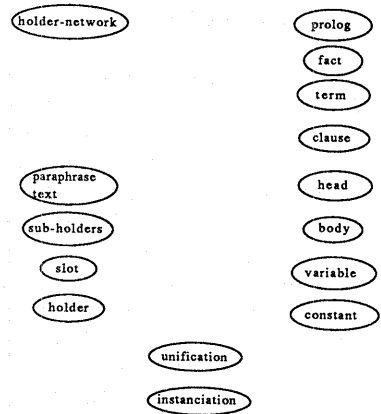 holder-network
prolog
fact
term
clause
paraphrase
text
head
sub-holders
body
slot
variable
holder
constant
unification
instanciation